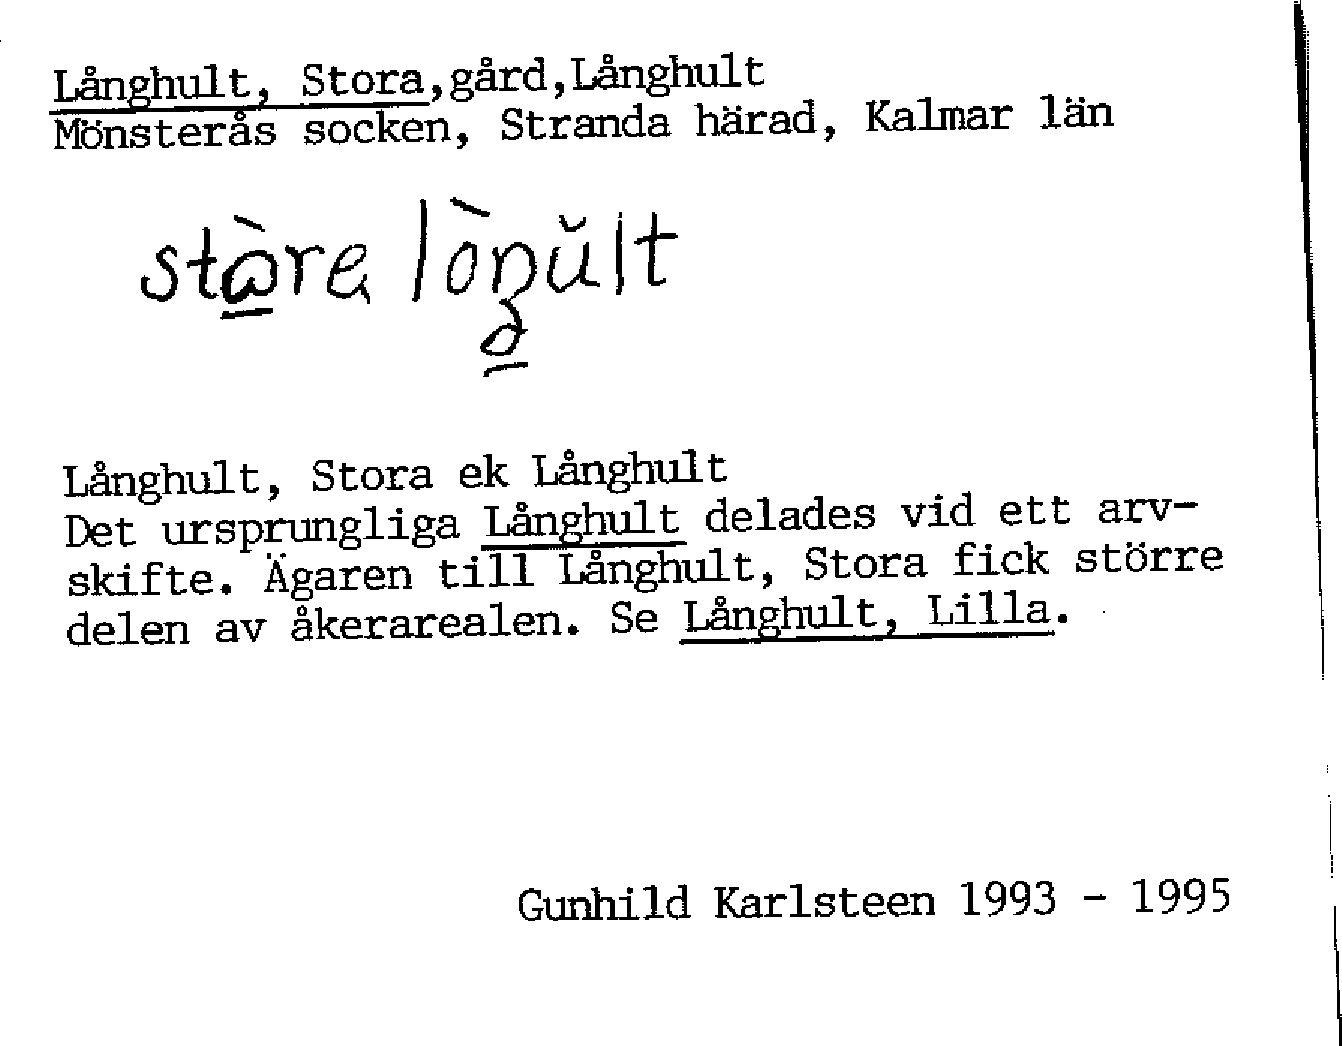 Långhult, Stora,gård,Långhult
Mönsterås socken, Stranda härad, Kalmar län
Långhult, Stora ek Långhult
Det ursprungliga Långhult delades vid ett arv-
skifte. Ägaren till Långhult, Stora fick större
delen av åkerarealen. Se Långhult, Lilla.
Gunhild Karlsteen 1993 - 1995